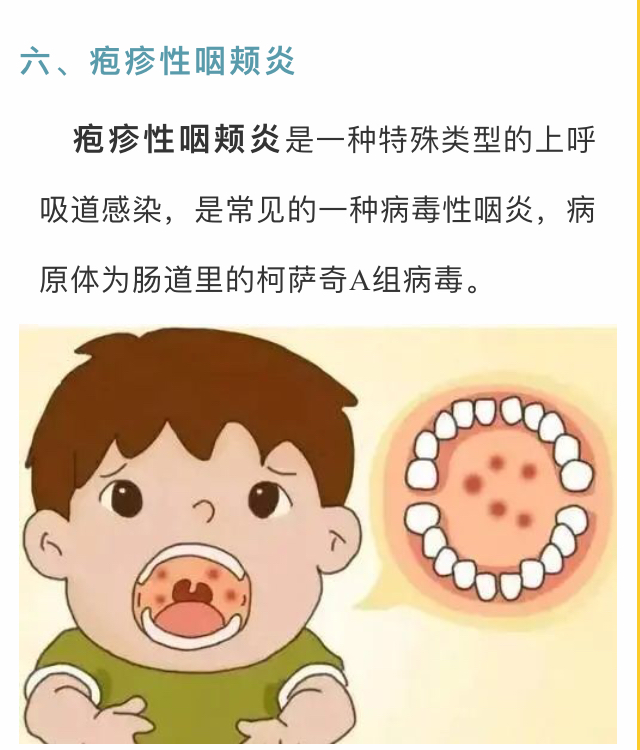 六、疱疹性咽颊炎
疱疹性咽颊炎是一种特殊类型的上呼
吸道感染，是常见的一种病毒性咽炎，病
原体为肠道里的柯萨奇A组病毒。